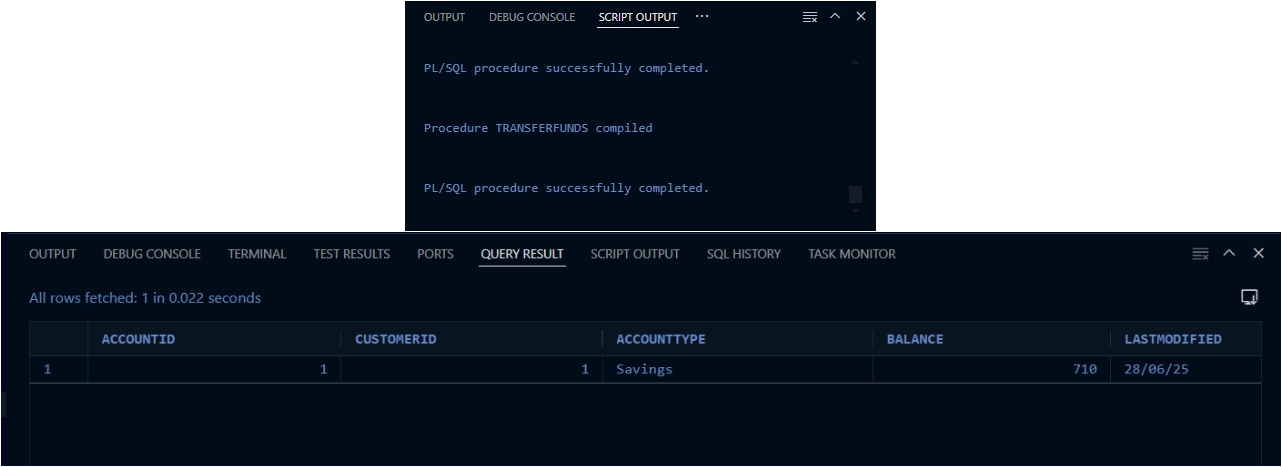 OUTPUT DEBUG CONSOLE SCRIPT OUTPUT ...
PL/SQL procedure successfully completed.
Procedure TRANSFERFUNDS compiled
PL/SQL procedure successfully completed.
OUTPUT DEBUG CONSOLE TERMINAL TEST RESULTS PORTS QUERY RESULT SCRIPT OUTPUT SQL HISTORY TASK MONITOR
All rows fetched: 1 in 0.022 seconds
ACCOUNTID CUSTOMERID ACCOUNTTYPE BALANCE LASTMODIFIED
1 1 1 Savings 710 28/06/25